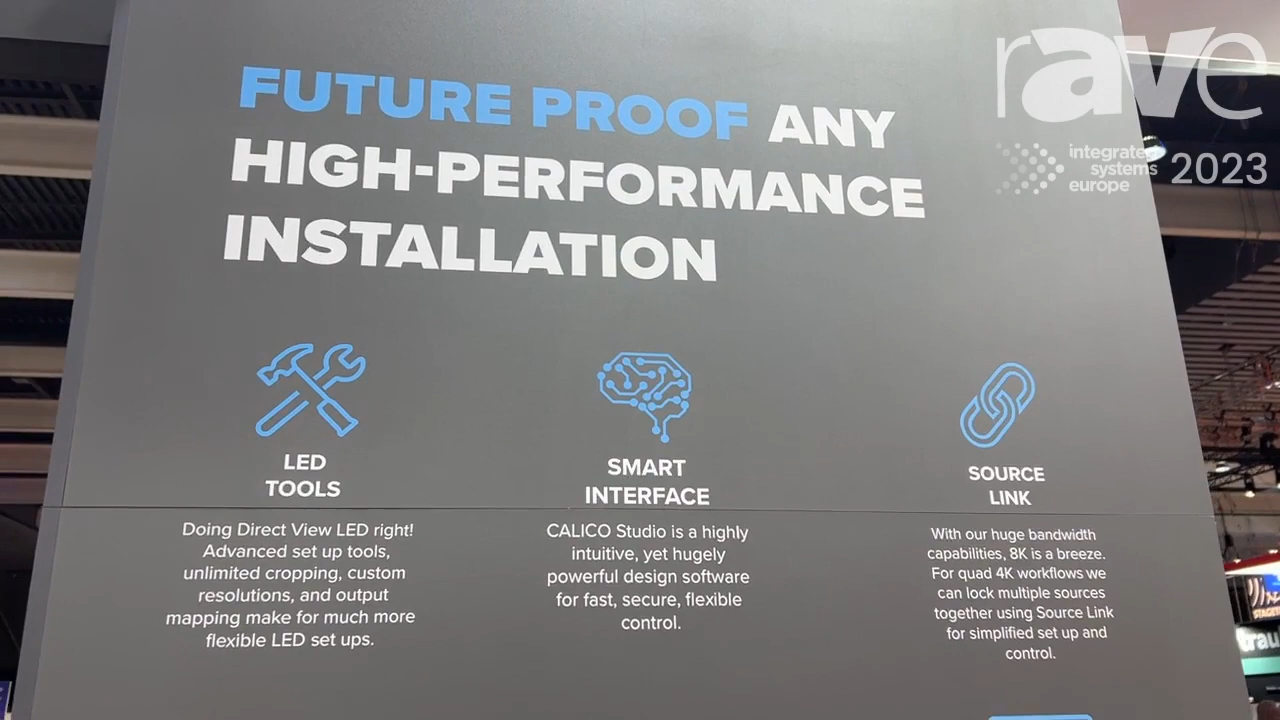 FUTURE PROOF ANY
HIGH-PERFORMANCE
INSTALLATION
rave
integrated
systems
europe
2023
LED
TOOLS
Doing Direct View LED right!
Advanced set up tools,
unlimited cropping, custom
resolutions, and output
mapping make for much more
flexible LED set ups.
SMART
INTERFACE
CALICO Studio is a highly
intuitive, yet hugely
powerful design software
for fast, secure, flexible
control.
SOURCE
LINK
With our huge bandwidth
capabilities, 8K is a breeze.
For quad 4K workflows we
can lock multiple sources
together using Source Link
for simplified set up and
control.